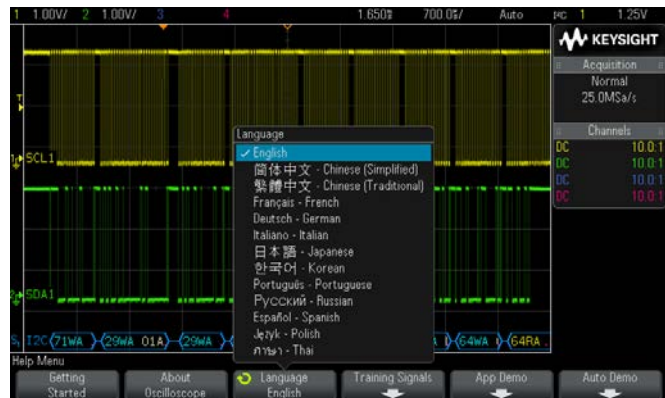 1 1.00V/ 2 1.00V/ 3 4 1.650s 700.0s/ Auto I²C 1 1.25V
KEYSIGHT
Acquisition
Normal
25.0MSa/s
Channels
DC 10.0:1
DC 10.0:1
DC 10.0:1
DC 10.0:1
T
SCL1
SDA1
Language
English
简体中文 - Chinese (Simplified)
繁體中文 - Chinese (Traditional)
Français - French
Deutsch - German
Italiano - Italian
日本語 - Japanese
한국어 - Korean
Português - Portuguese
Русский - Russian
Español - Spanish
Język - Polish
ภาษา - Thai
S₁ I2C 71WA 29WA 01A 29WA 64WA 64RA
Help Menu
Getting Started
About Oscilloscope
Language English
Training Signals
App Demo
Auto Demo